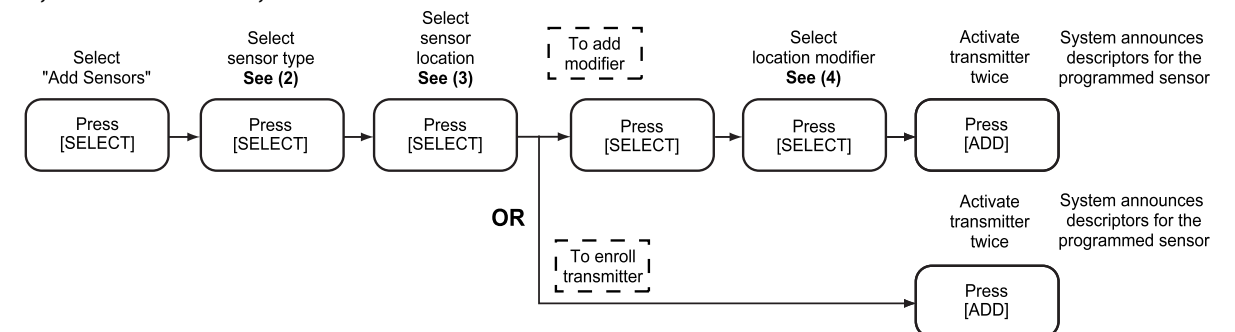 Select
"Add Sensors"
Press
[SELECT]
Select
sensor type
See (2)
Press
[SELECT]
Select
sensor
location
See (3)
Press
[SELECT]
To add
modifier
Press
[SELECT]
Select
location modifier
See (4)
Press
[SELECT]
Activate
transmitter
twice
Press
[ADD]
System announces
descriptors for the
programmed sensor
OR
To enroll
transmitter
Activate
transmitter
twice
Press
[ADD]
System announces
descriptors for the
programmed sensor